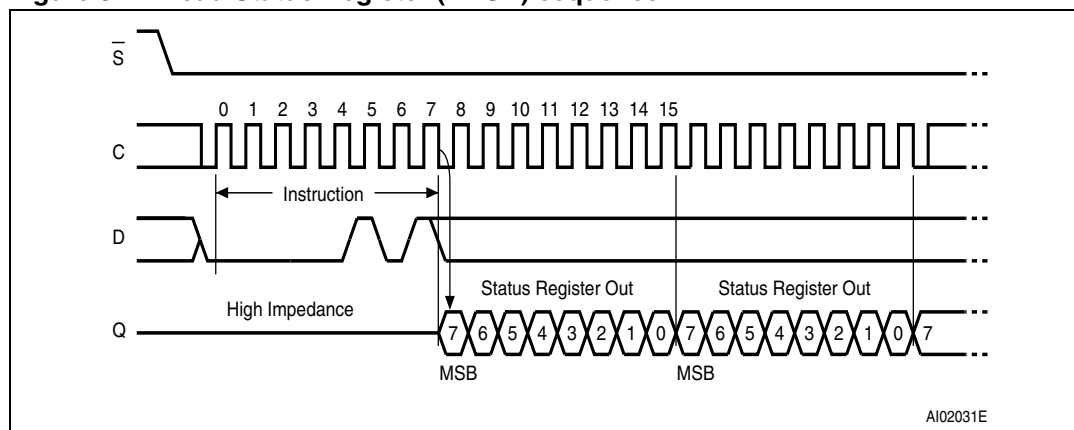 S
0 1 2 3 4 5 6 7 8 9 10 11 12 13 14 15
C
Instruction
D
Status Register Out Status Register Out
High Impedance
Q
7 6 5 4 3 2 1 0 7 6 5 4 3 2 1 0 7
MSB MSB
AI02031E